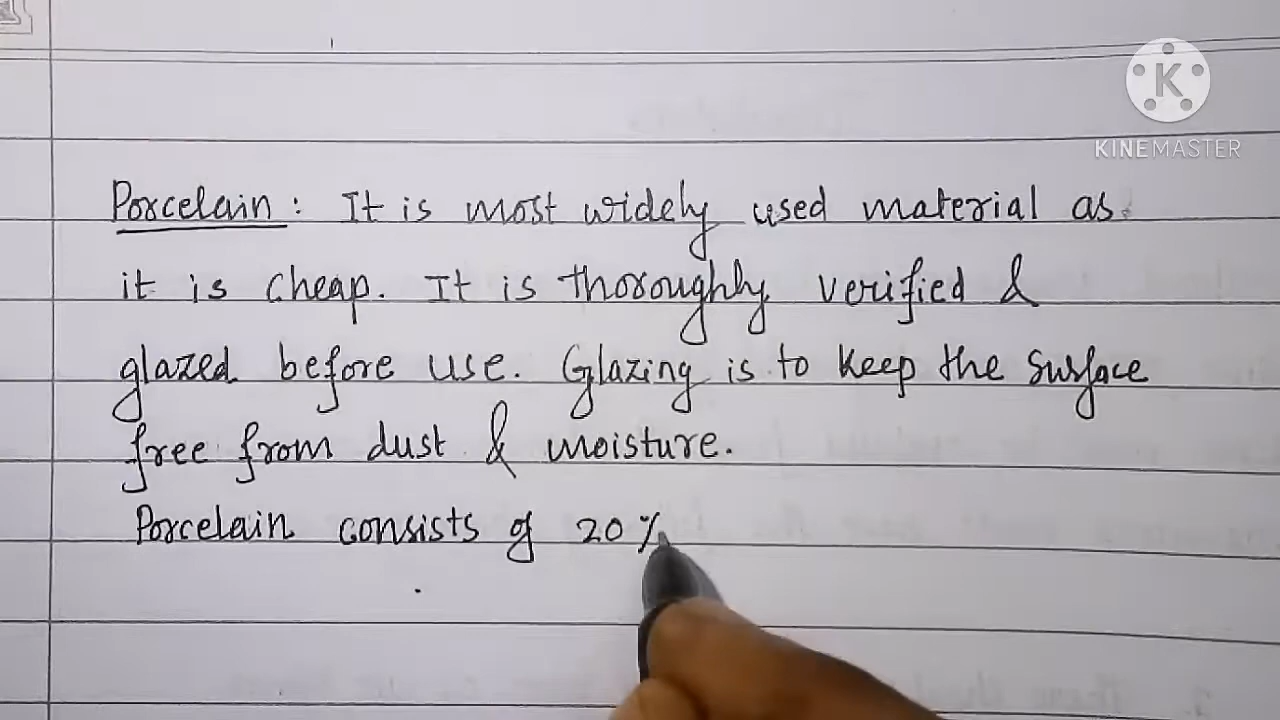 K
KINEMASTER
Porcelain: It is most widely used material as
it is cheap. It is thoroughly verified &
glazed before use. Glazing is to keep the surface
free from dust & moisture.
Porcelain consists of 20%